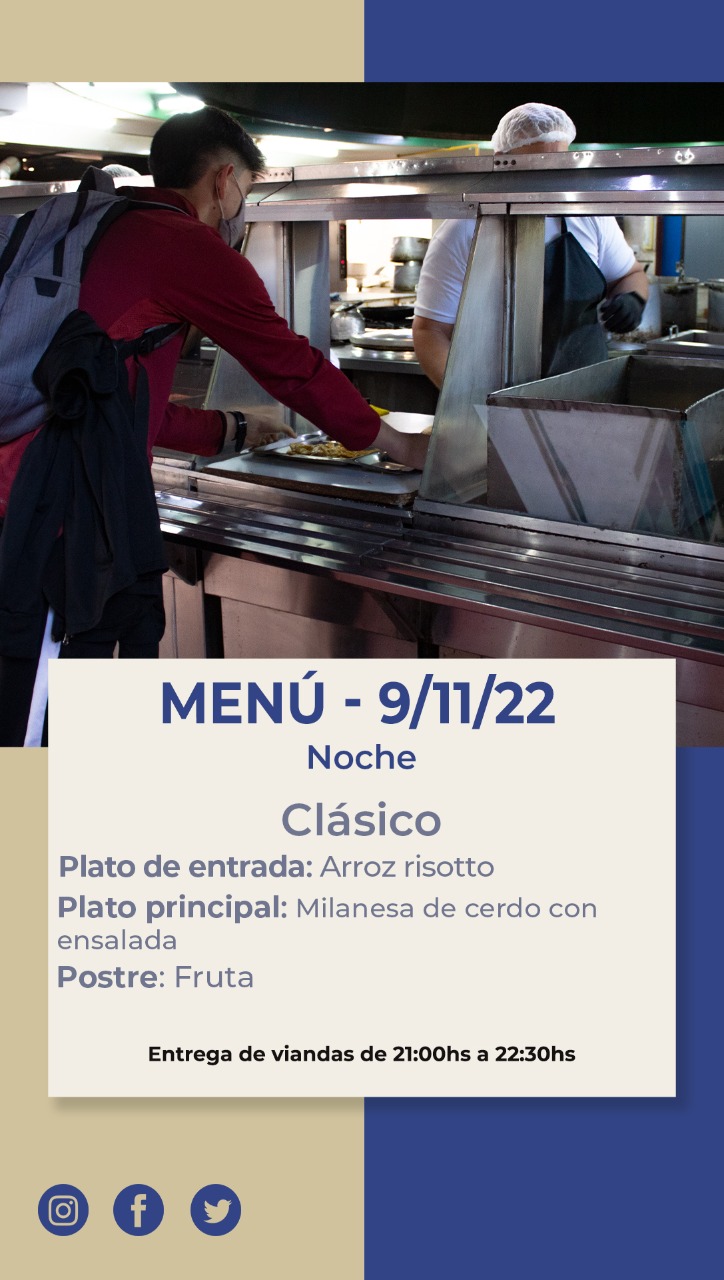 MENÚ - 9/11/22
Noche
Clásico
Plato de entrada: Arroz risotto
Plato principal: Milanesa de cerdo con
ensalada
Postre: Fruta
Entrega de viandas de 21:00hs a 22:30hs